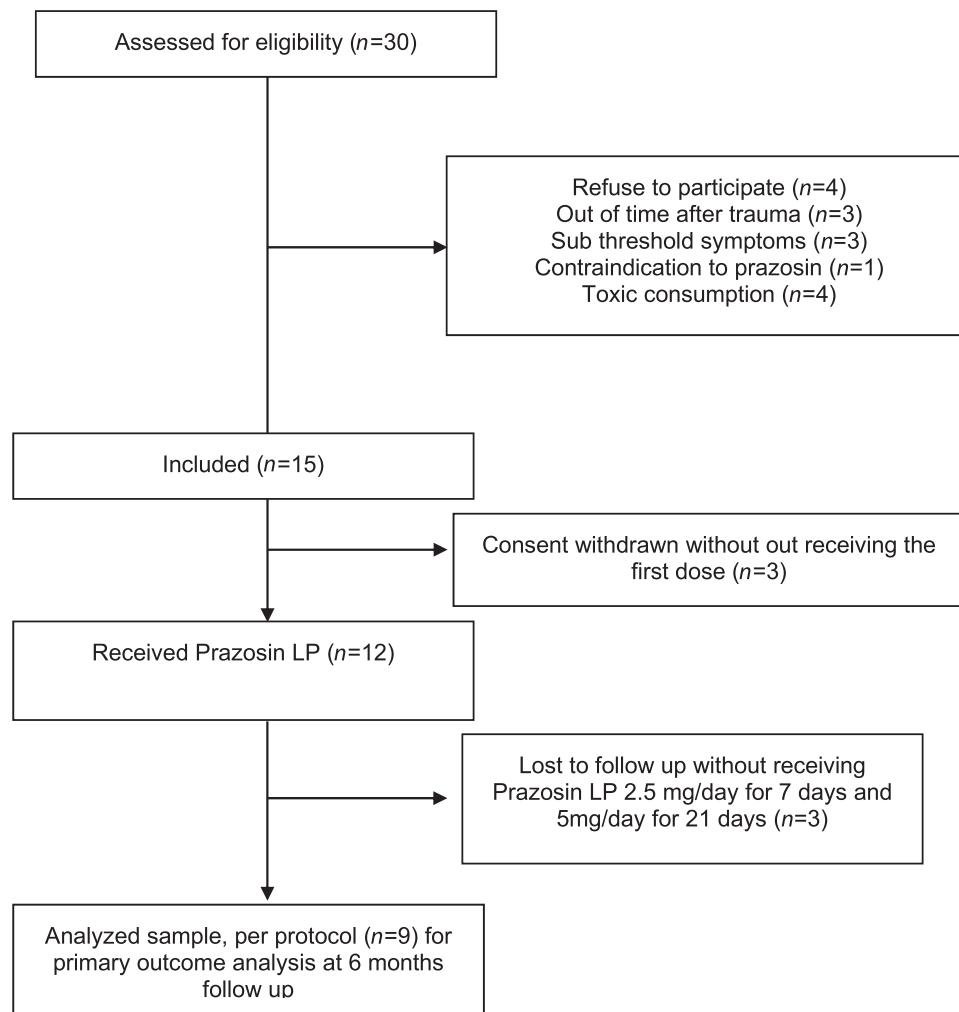 Assessed for eligibility (n=30)
Refuse to participate (n=4)
Out of time after trauma (n=3)
Sub threshold symptoms (n=3)
Contraindication to prazosin (n=1)
Toxic consumption (n=4)
Included (n=15)
Consent withdrawn without out receiving the
first dose (n=3)
Received Prazosin LP (n=12)
Lost to follow up without receiving
Prazosin LP 2.5 mg/day for 7 days and
5mg/day for 21 days (n=3)
Analyzed sample, per protocol (n=9) for
primary outcome analysis at 6 months
follow up